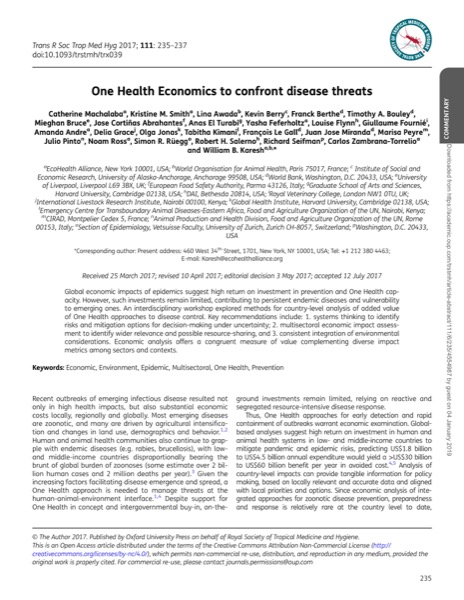 Trans R Soc Trop Med Hyg 2017; 111: 235–237
doi:10.1093/trstmh/trx039
One Health Economics to confront disease threats
Catherine Machalaba, Kristine M. Smith, Lina Awada, Kevin Berry, Franck Berthe, Timothy A. Bouley,
Mieghan Bruce, Jose Cortiñas Abrahantes, Anas El Turabi, Yasha Feferholtz, Louise Flynn, Giullaume Fournié,
Amanda Andre, Delia Grace, Olga Jonas, Tabitha Kimani, François Le Gall, Juan Jose Miranda, Marisa Peyre,
Julio Pinto, Noam Ross, Simon R. Rüegg, Robert H. Salerno, Richard Seifman, Carlos Zambrana-Torrelio
and William B. Karesh
EcoHealth Alliance, New York 10001, USA; World Organisation for Animal Health, Paris 75017, France; Institute of Social and
Economic Research, University of Alaska-Anchorage, Anchorage 99508, USA; World Bank, Washington, D.C. 20433, USA; University
of Liverpool, Liverpool L69 3BX, UK; European Food Safety Authority, Parma 43126, Italy; Graduate School of Arts and Sciences,
Harvard University, Cambridge 02138, USA; DAI, Bethesda 20814, USA; Royal Veterinary College, London NW1 0TU, UK;
International Livestock Research Institute, Nairobi 00100, Kenya; Global Health Institute, Harvard University, Cambridge 02138, USA;
Emergency Centre for Transboundary Animal Diseases-Eastern Africa, Food and Agriculture Organization of the UN, Nairobi, Kenya;
CIRAD, Montpelier Cedex 5, France; Animal Production and Health Division, Food and Agriculture Organization of the UN, Rome
00153, Italy; Section of Epidemiology, Vetsuisse Faculty, University of Zurich, Zurich CH-8057, Switzerland; Washington, D.C. 20433,
USA
*Corresponding author: Present address: 460 West 34th Street, 1701, New York, NY 10001, USA; Tel: +1 212 380 4463;
E-mail: Karesh@ecohealthalliance.org
Received 25 March 2017; revised 10 April 2017; editorial decision 3 May 2017; accepted 12 July 2017
Global economic impacts of epidemics suggest high return on investment in prevention and One Health cap-
acity. However, such impacts remain limited, contributing to persistent endemic diseases and vulnerability
to emerging ones. An interdisciplinary workshop explored methods for country-level analysis of added value
of One Health approaches to disease control. Key recommendations include: 1. systems thinking to identify
risks and mitigation options for decision-making under uncertainty; 2. multisectoral economic impact assess-
ment to identify wider relevance and possible resource-sharing, and 3. consistent integration of environmental
considerations. Economic analysis offers a congruent measure of value complementing diverse impact
metrics among sectors and contexts.
Keywords: Economic, Environment, Epidemic, Multisectoral, One Health, Prevention
Recent outbreaks of emerging infectious disease resulted not
only in high health impacts, but also substantial economic
costs locally, regionally and globally. Most emerging diseases
are zoonotic, and many are driven by agricultural intensifica-
tion and changes in land use, demographics and behavior.1,2
Human and animal health communities also continue to grap-
ple with endemic diseases (e.g. rabies, brucellosis), with low-
and middle-income countries disproportionally bearing the
brunt of global burden of zoonoses (some estimate over 2 bil-
lion human cases and 2 million deaths per year).3 Given the
increasing factors facilitating disease emergence and spread, a
One Health approach is needed to manage threats at the
human-animal-environment interface.1,4 Despite support for
One Health in concept and intergovernmental buy-in, on-the-
ground investments remain limited, relying on reactive and
segregated resource-intensive disease response.
Thus, One Health approaches for early detection and rapid
containment of outbreaks warrant economic examination. Global-
based analyses suggest high return on investment in human and
animal health systems in low- and middle-income countries to
mitigate pandemic and epidemic risks, predicting US$1.8 billion
to US$4.5 billion annual expenditure would yield a >US$30 billion
to US$60 billion benefit per year in avoided cost.4,5 Analysis of
country-level impacts can provide tangible information for policy
making, based on locally relevant and accurate data and aligned
with local priorities and options. Since economic analysis of inte-
grated approaches for zoonotic disease prevention, preparedness
and response is relatively rare at the country level to date,
© The Author 2017. Published by Oxford University Press on behalf of Royal Society of Tropical Medicine and Hygiene.
This is an Open Access article distributed under the terms of the Creative Commons Attribution Non-Commercial License (http://
creativecommons.org/licenses/by-nc/4.0/), which permits non-commercial re-use, distribution, and reproduction in any medium, provided the
original work is properly cited. For commercial re-use, please contact journals.permissions@oup.com
235
COMMENTARY